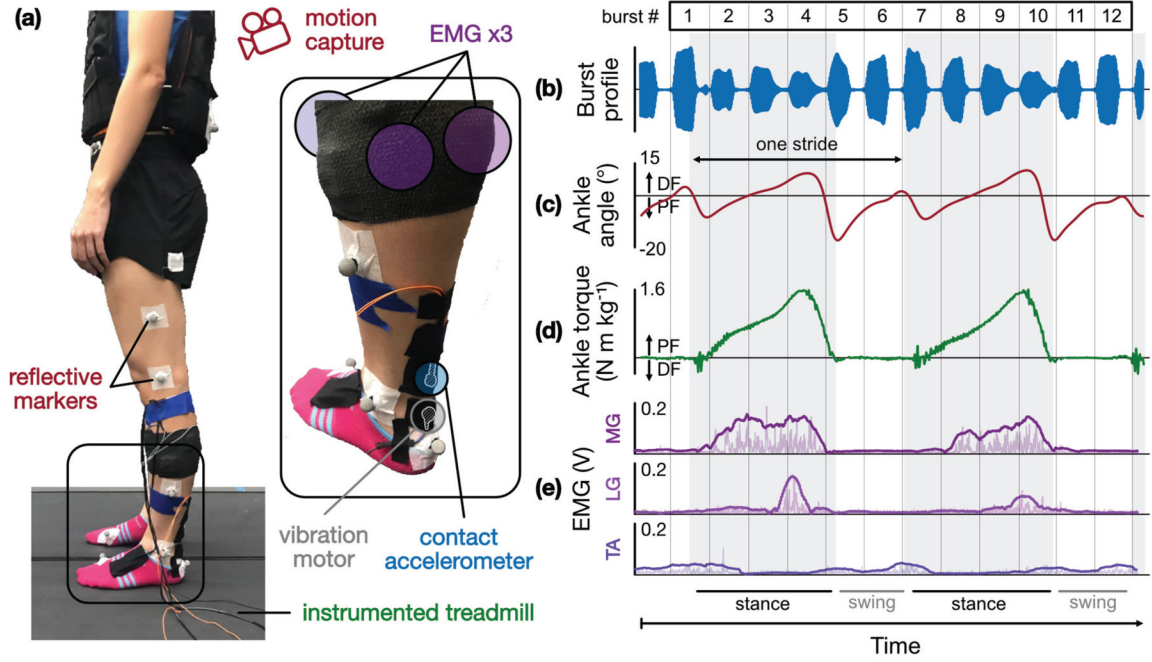 (a)
motion
capture
EMG x3
reflective
markers
vibration
motor
contact
accelerometer
instrumented treadmill
burst # 1 2 3 4 5 6 7 8 9 10 11 12
(b)
Burst
profile
one stride
(c)
Ankle
angle (°)
15
DF
PF
-20
(d)
Ankle torque
(N m kg⁻¹)
1.6
PF
DF
(e)
EMG (V)
MG
0.2
LG
0.2
TA
0.2
stance swing stance swing
Time